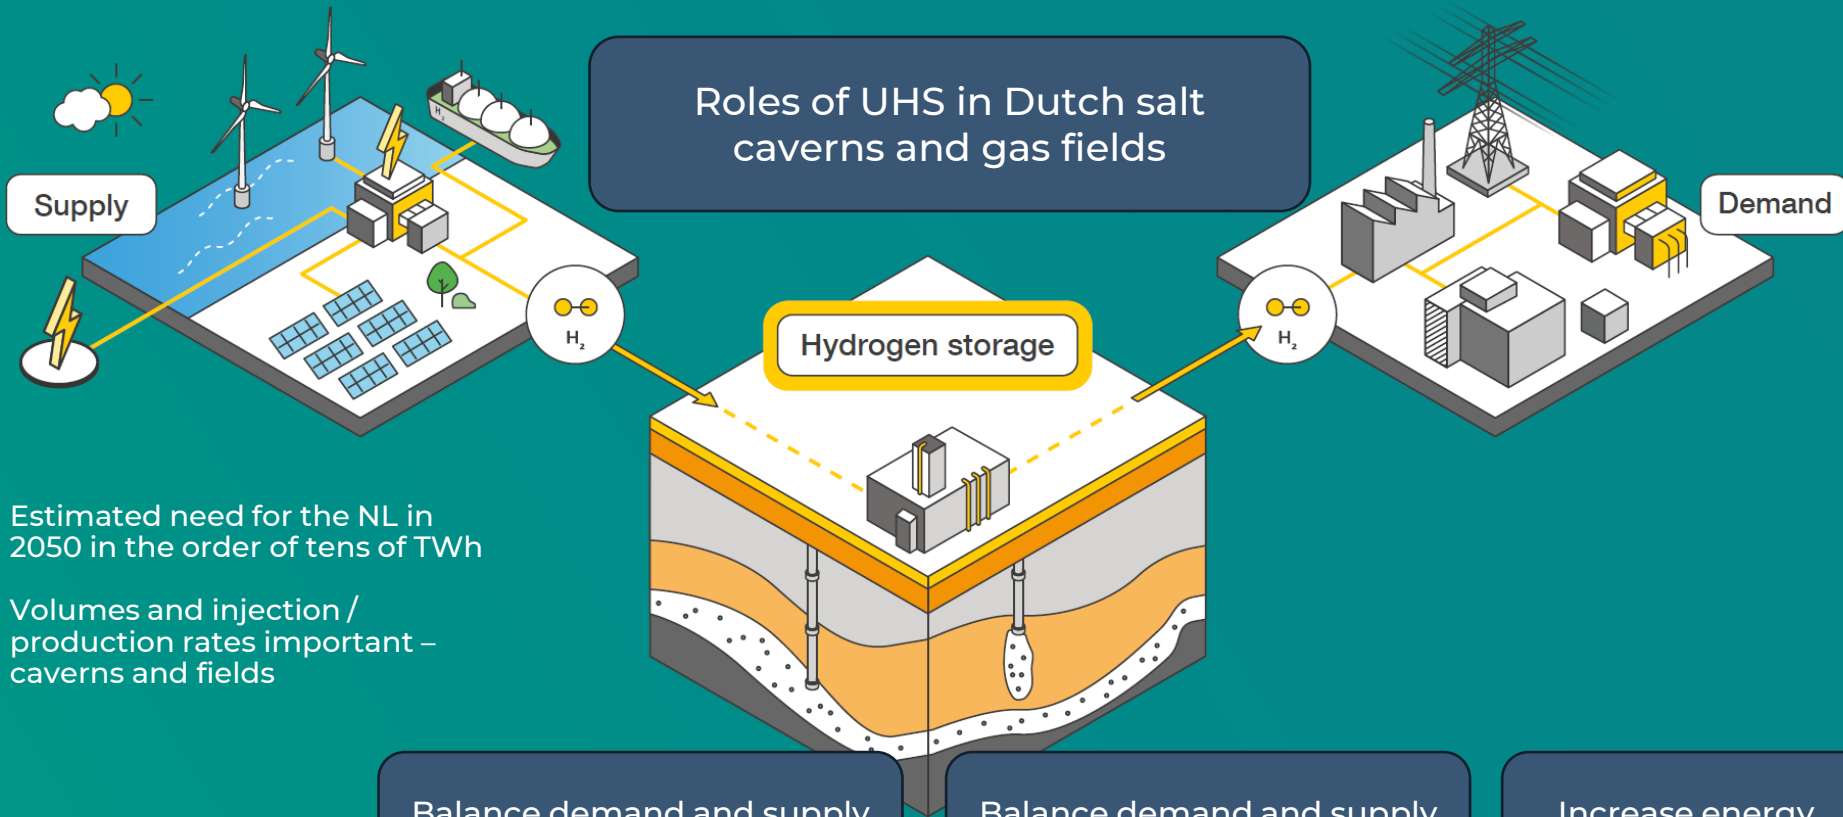 Roles of UHS in Dutch salt
caverns and gas fields
Supply
H2
Demand
Hydrogen storage
H2
H2
Estimated need for the NL in
2050 in the order of tens of TWh
Volumes and injection /
production rates important –
caverns and fields
Balance demand and supply
Balance demand and supply
Increase energy